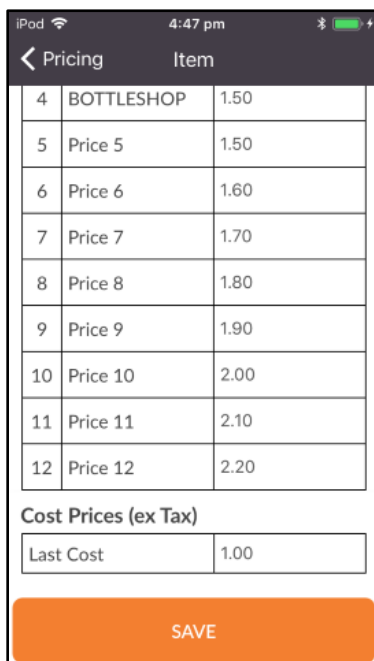 iPod 4:47 pm
Pricing Item
4 BOTTLESHOP 1.50
5 Price 5 1.50
6 Price 6 1.60
7 Price 7 1.70
8 Price 8 1.80
9 Price 9 1.90
10 Price 10 2.00
11 Price 11 2.10
12 Price 12 2.20
Cost Prices (ex Tax)
Last Cost 1.00
SAVE